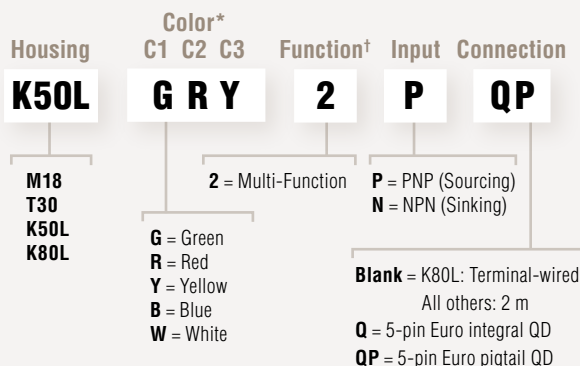 Color*
Housing C1 C2 C3 Function† Input Connection
K50L G R Y 2 P QP
M18
T30
K50L
K80L
G = Green
R = Red
Y = Yellow
B = Blue
W = White
2 = Multi-Function
P = PNP (Sourcing)
N = NPN (Sinking)
Blank = K80L: Terminal-wired
All others: 2 m
Q = 5-pin Euro integral QD
QP = 5-pin Euro pigtail QD